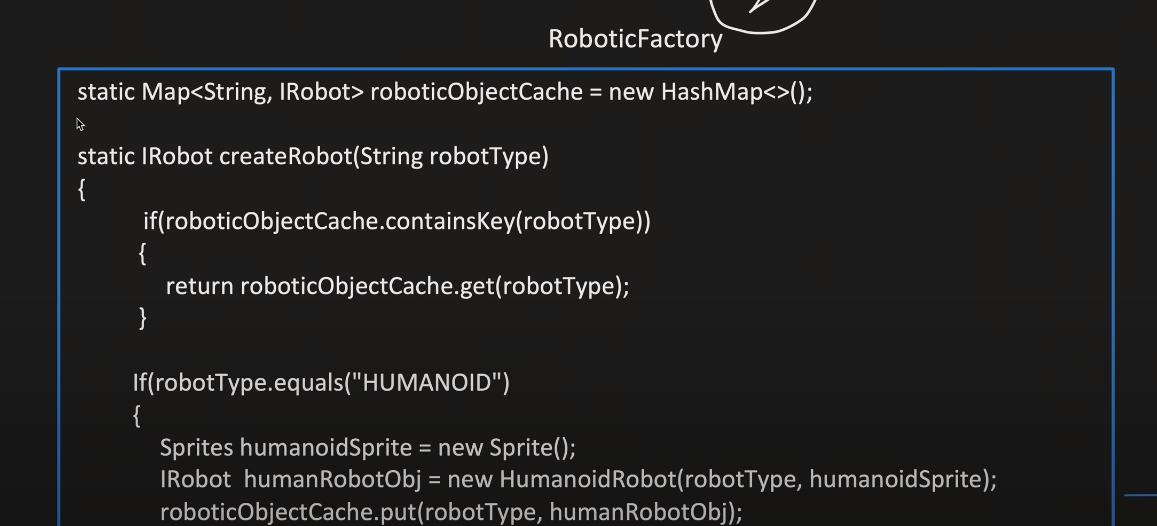 RoboticFactory
static Map<String, IRobot> roboticObjectCache = new HashMap<>();
static IRobot createRobot(String robotType)
{
if(roboticObjectCache.containsKey(robotType))
{
return roboticObjectCache.get(robotType);
}
If(robotType.equals("HUMANOID")
{
Sprites humanoidSprite = new Sprite();
IRobot humanRobotObj = new HumanoidRobot(robotType, humanoidSprite);
roboticObjectCache.put(robotType, humanRobotObj);